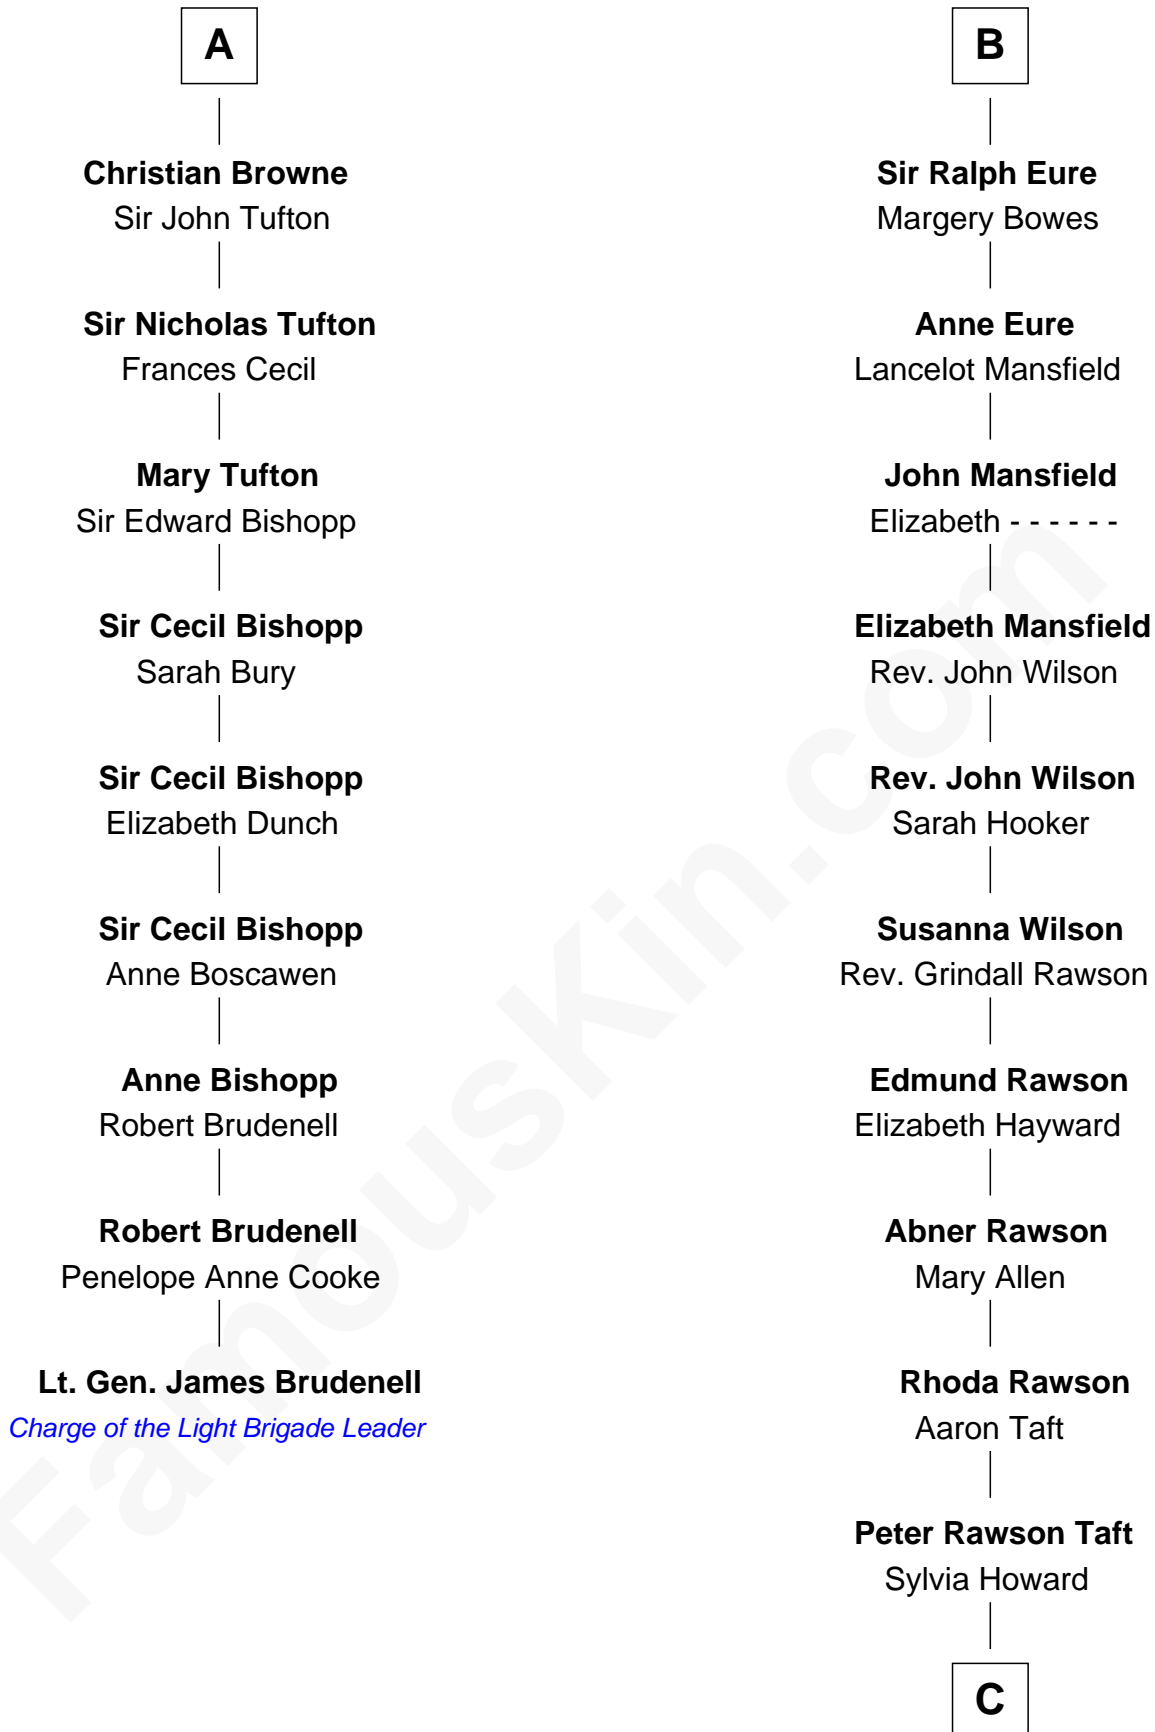 A
Christian Browne
Sir John Tufton
Sir Nicholas Tufton
Frances Cecil
Mary Tufton
Sir Edward Bishopp
Sir Cecil Bishopp
Sarah Bury
Sir Cecil Bishopp
Elizabeth Dunch
Sir Cecil Bishopp
Anne Boscawen
Anne Bishopp
Robert Brudenell
Robert Brudenell
Penelope Anne Cooke
Lt. Gen. James Brudenell
Charge of the Light Brigade Leader
B
Sir Ralph Eure
Margery Bowes
Anne Eure
Lancelot Mansfield
John Mansfield
Elizabeth - - - - - -
Elizabeth Mansfield
Rev. John Wilson
Rev. John Wilson
Sarah Hooker
Susanna Wilson
Rev. Grindall Rawson
Edmund Rawson
Elizabeth Hayward
Abner Rawson
Mary Allen
Rhoda Rawson
Aaron Taft
Peter Rawson Taft
Sylvia Howard
C
FamousKin.com